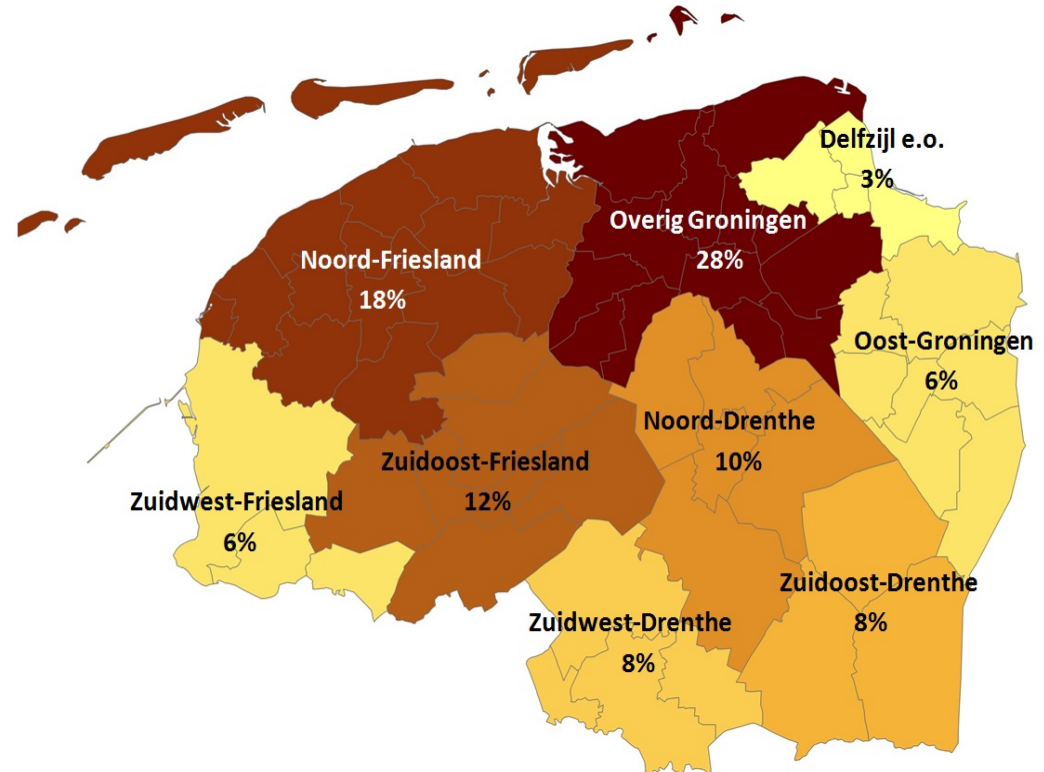 Delfzijl e.o.
3%
Overig Groningen
28%
Noord-Friesland
18%
Oost-Groningen
6%
Noord-Drenthe
10%
Zuidoost-Friesland
12%
Zuidwest-Friesland
6%
Zuidoost-Drenthe
8%
Zuidwest-Drenthe
8%